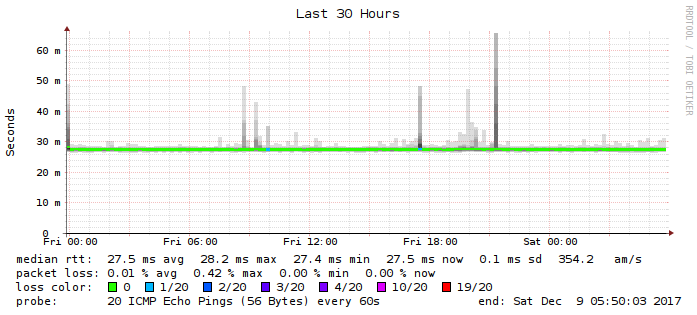 Last 30 Hours
RRDTOOL / TOBI OETIKER
Seconds
60 m
50 m
40 m
30 m
20 m
10 m
0
Fri 00:00 Fri 06:00 Fri 12:00 Fri 18:00 Sat 00:00
median rtt: 27.5 ms avg 28.2 ms max 27.4 ms min 27.5 ms now 0.1 ms sd 354.2 am/s
packet loss: 0.01 % avg 0.42 % max 0.00 % min 0.00 % now
loss color: 0 1/20 2/20 3/20 4/20 10/20 19/20
probe: 20 ICMP Echo Pings (56 Bytes) every 60s end: Sat Dec 9 05:50:03 2017